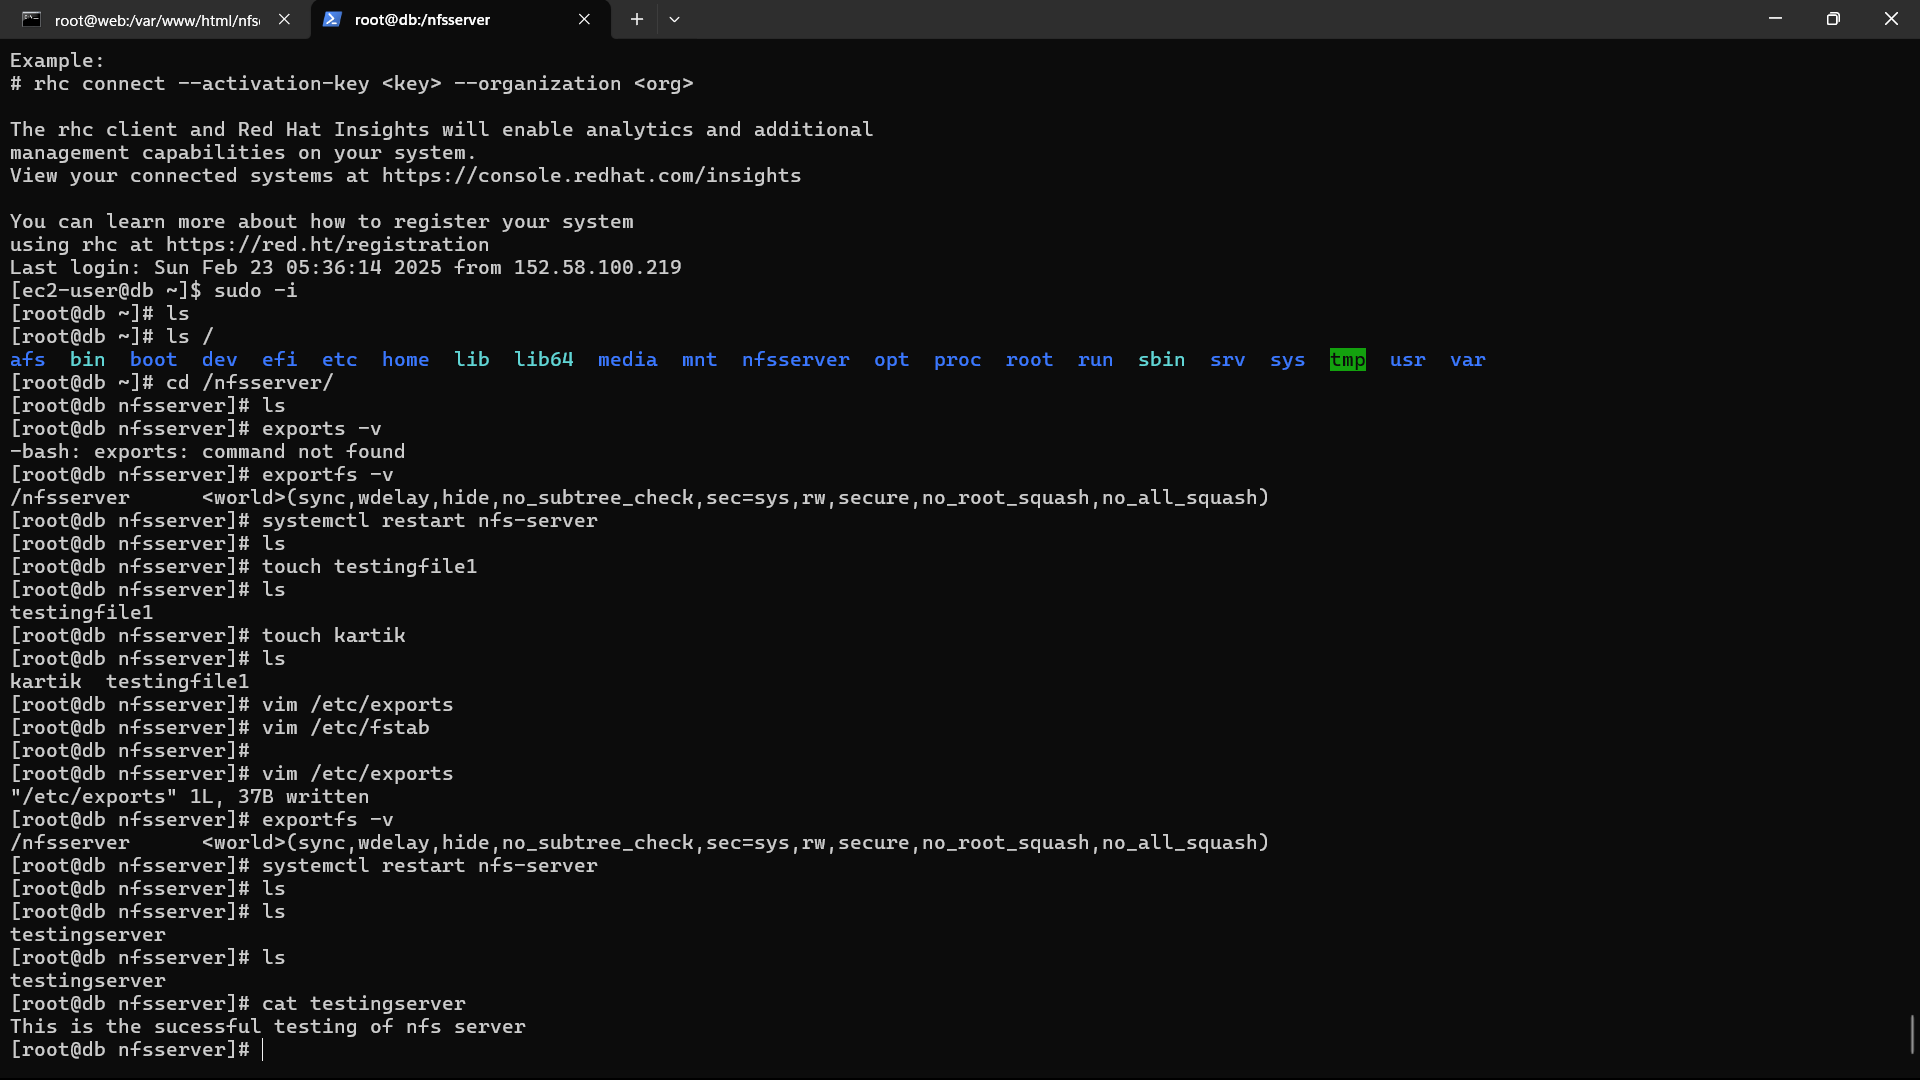 root@web:/var/www/html/nfs
root@db:/nfsserver
Example:
# rhc connect --activation-key <key> --organization <org>
The rhc client and Red Hat Insights will enable analytics and additional
management capabilities on your system.
View your connected systems at https://console.redhat.com/insights
You can learn more about how to register your system
using rhc at https://red.ht/registration
Last login: Sun Feb 23 05:36:14 2025 from 152.58.100.219
[ec2-user@db ~]$ sudo -i
[root@db ~]# ls
[root@db ~]# ls /
afs  bin  boot  dev  efi  etc  home  lib  lib64  media  mnt  nfsserver  opt  proc  root  run  sbin  srv  sys  tmp  usr  var
[root@db ~]# cd /nfsserver/
[root@db nfsserver]# ls
[root@db nfsserver]# exports -v
-bash: exports: command not found
[root@db nfsserver]# exportfs -v
/nfsserver      <world>(sync,wdelay,hide,no_subtree_check,sec=sys,rw,secure,no_root_squash,no_all_squash)
[root@db nfsserver]# systemctl restart nfs-server
[root@db nfsserver]# ls
[root@db nfsserver]# touch testingfile1
[root@db nfsserver]# ls
testingfile1
[root@db nfsserver]# touch kartik
[root@db nfsserver]# ls
kartik  testingfile1
[root@db nfsserver]# vim /etc/exports
[root@db nfsserver]# vim /etc/fstab
[root@db nfsserver]#
[root@db nfsserver]# vim /etc/exports
"/etc/exports" 1L, 37B written
[root@db nfsserver]# exportfs -v
/nfsserver      <world>(sync,wdelay,hide,no_subtree_check,sec=sys,rw,secure,no_root_squash,no_all_squash)
[root@db nfsserver]# systemctl restart nfs-server
[root@db nfsserver]# ls
[root@db nfsserver]# ls
testingserver
[root@db nfsserver]# ls
testingserver
[root@db nfsserver]# cat testingserver
This is the sucessful testing of nfs server
[root@db nfsserver]#